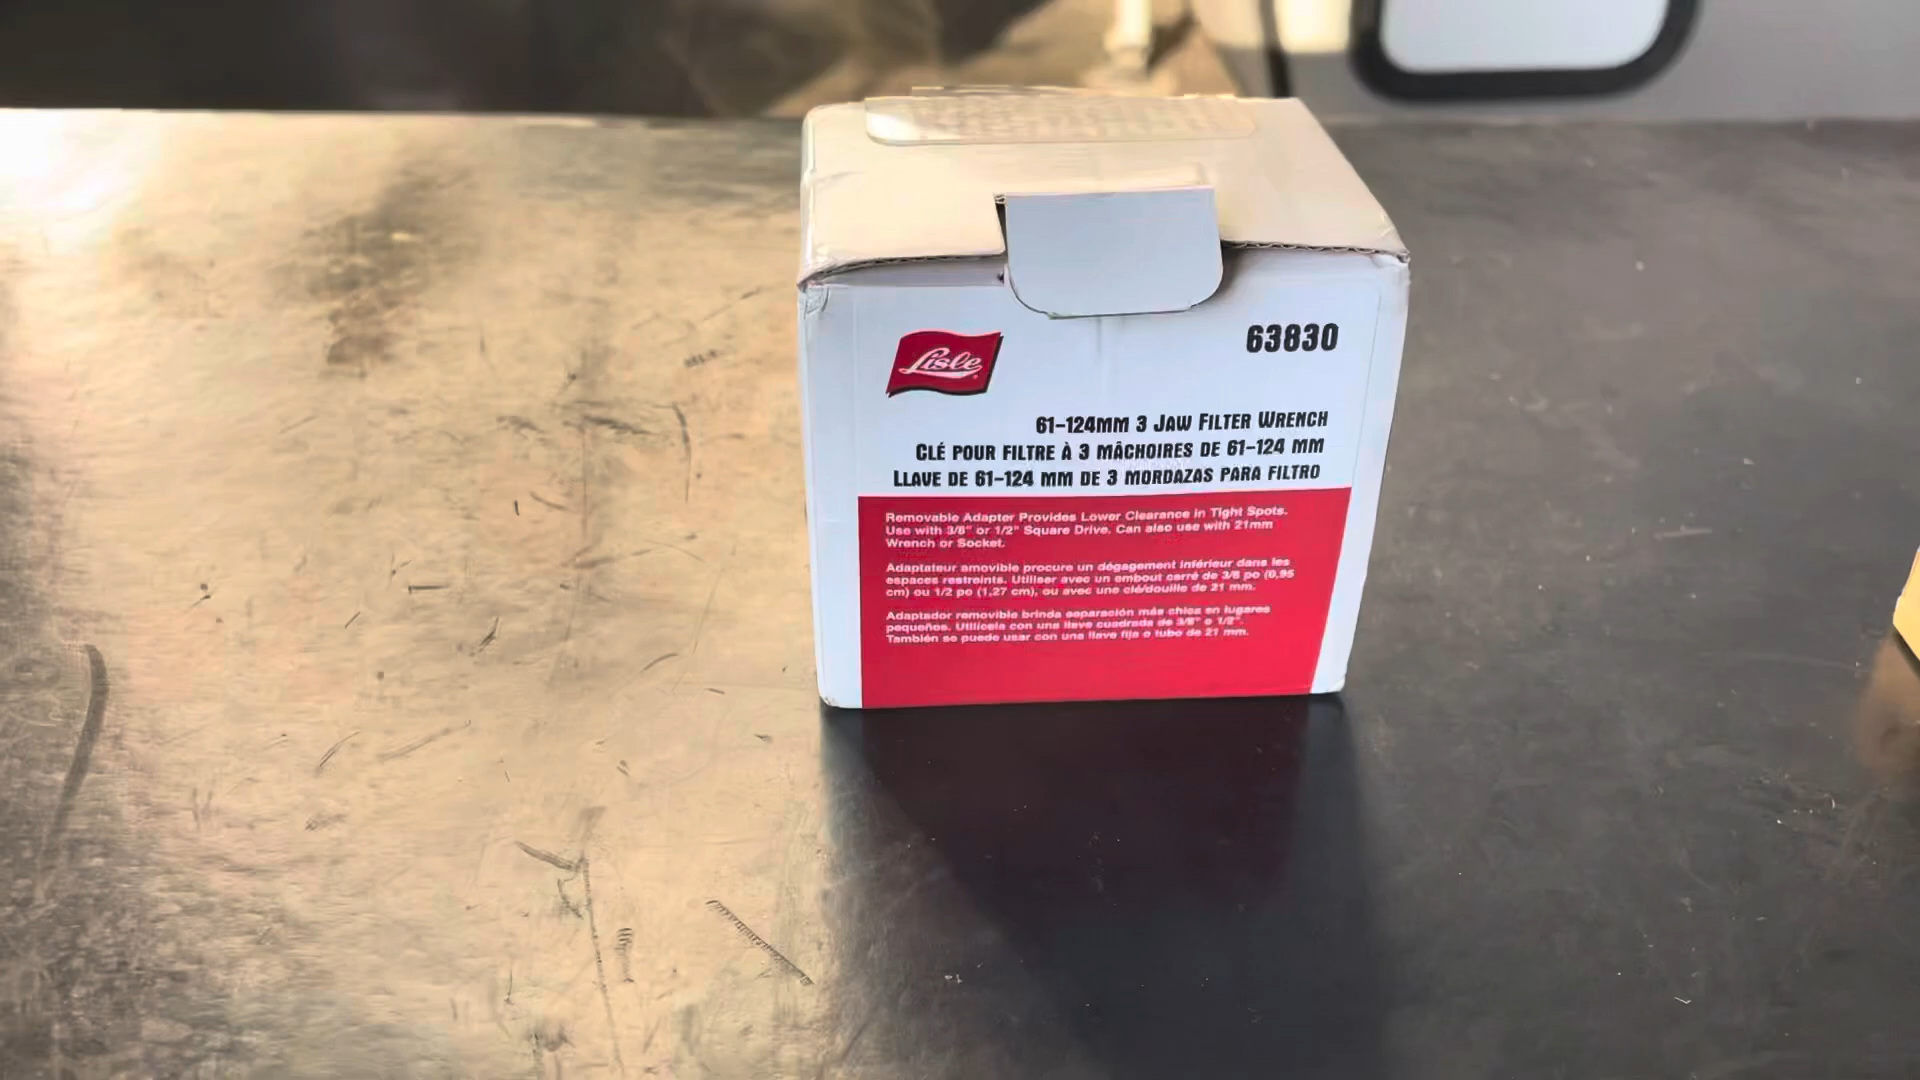 Lisle
63830
61-124MM 3 JAW FILTER WRENCH
CLÉ POUR FILTRE À 3 MÂCHOIRES DE 61-124 MM
LLAVE DE 61-124 MM DE 3 MORDAZAS PARA FILTRO
Removable Adapter Provides Lower Clearance in Tight Spots.
Use with 3/8" or 1/2" Square Drive. Can also use with 21mm
Wrench or Socket.
Adaptateur amovible procure un dégagement inférieur dans les
espaces restreints. Utiliser avec un embout carré de 3/8 po (0,95
cm) ou 1/2 po (1,27 cm), ou avec une clé/douille de 21 mm.
Adaptador removible brinda separación más chica en lugares
pequeños. Utilícela con una llave cuadrada de 3/8" o 1/2".
También se puede usar con una llave fija o tubo de 21 mm.